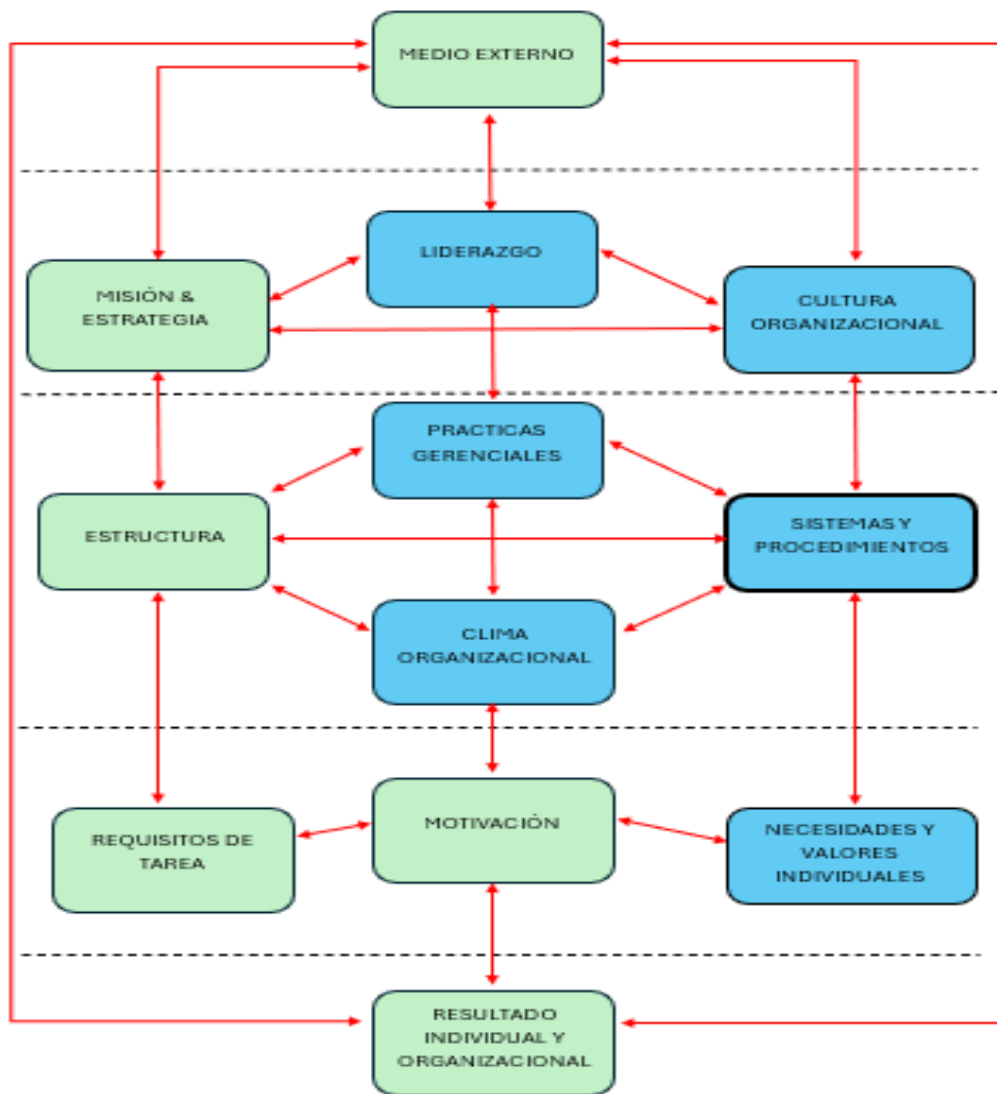 MEDIO EXTERNO
LIDERAZGO
MISIÓN &
ESTRATEGIA
CULTURA
ORGANIZACIONAL
PRACTICAS
GERENCIALES
ESTRUCTURA
SISTEMAS Y
PROCEDIMIENTOS
CLIMA
ORGANIZACIONAL
REQUISITOS DE
TAREA
MOTIVACIÓN
NECESIDADES Y
VALORES
INDIVIDUALES
RESULTADO
INDIVIDUAL Y
ORGANIZACIONAL